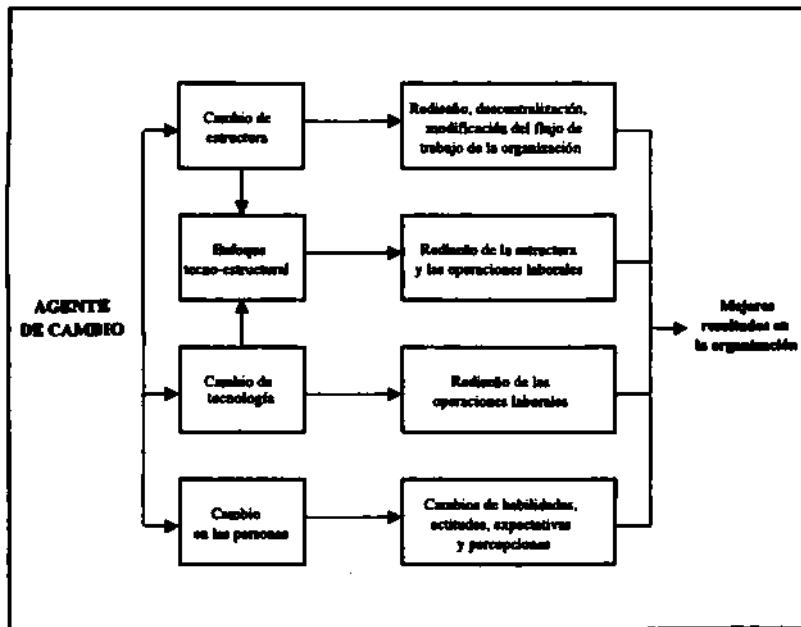 Cambio de
estructura
Rediseño, descentralización,
modificación del flujo de
trabajo de la organización
Enfoque
tecno-estructural
Rediseño de la estructura
y las operaciones laborales
AGENTE
DE CAMBIO
Mejores
resultados en
la organización
Cambio de
tecnología
Rediseño de las
operaciones laborales
Cambio
en las personas
Cambios de habilidades,
actitudes, expectativas
y percepciones